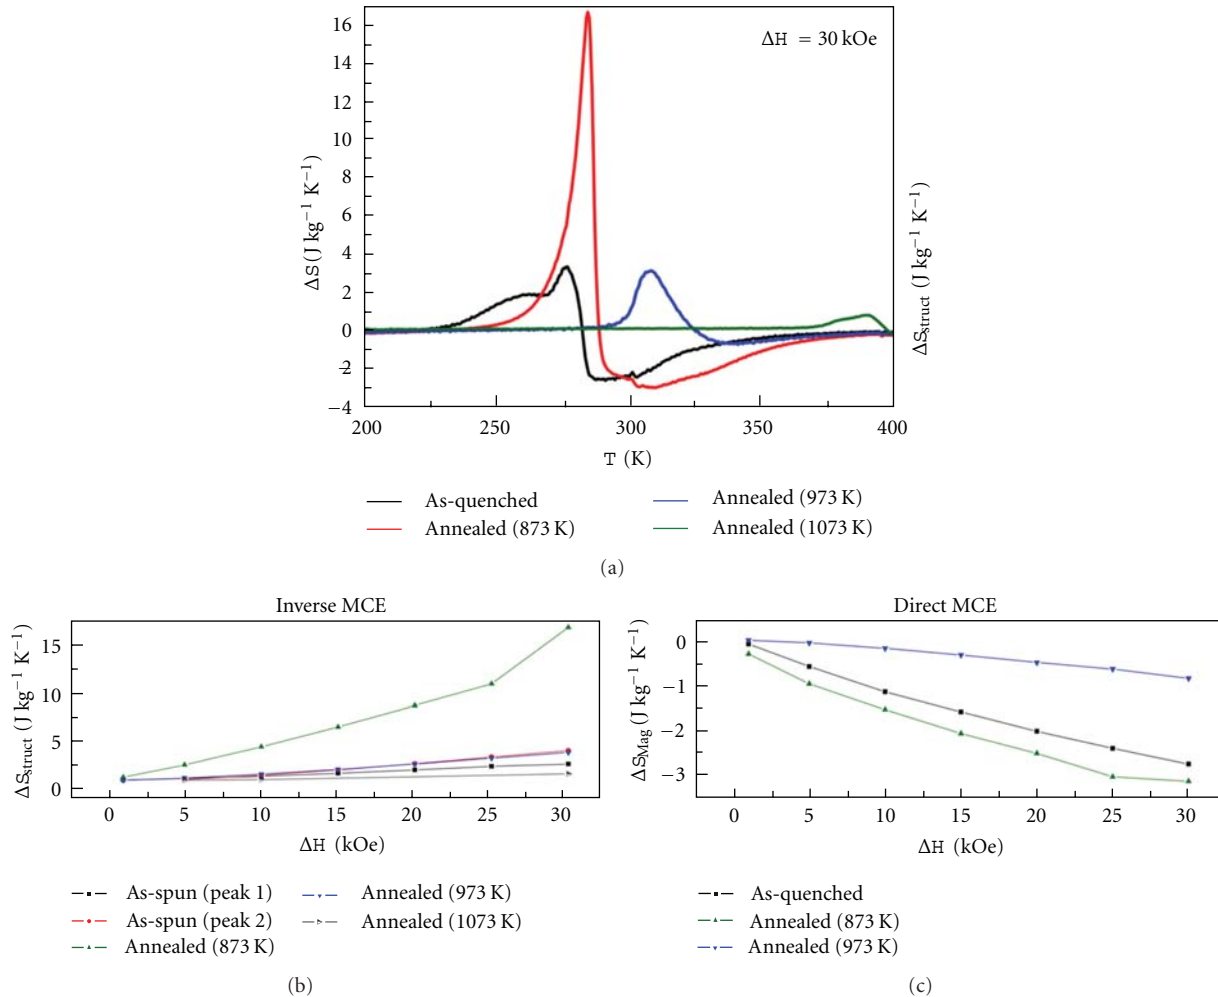 16
14
12
10
8
6
4
2
0
−2
−4
ΔS (J kg−1 K−1)
ΔH = 30 kOe
ΔSstruct (J kg−1 K−1)
200
250
300
350
400
T (K)
As-quenched
Annealed (873 K)
Annealed (973 K)
Annealed (1073 K)
(a)
Inverse MCE
15
10
5
0
ΔSstruct (J kg−1 K−1)
0
5
10
15
20
25
30
ΔH (kOe)
As-spun (peak 1)
As-spun (peak 2)
Annealed (873 K)
Annealed (973 K)
Annealed (1073 K)
(b)
Direct MCE
0
−1
−2
−3
ΔSMag (J kg−1 K−1)
0
5
10
15
20
25
30
ΔH (kOe)
As-quenched
Annealed (873 K)
Annealed (973 K)
(c)